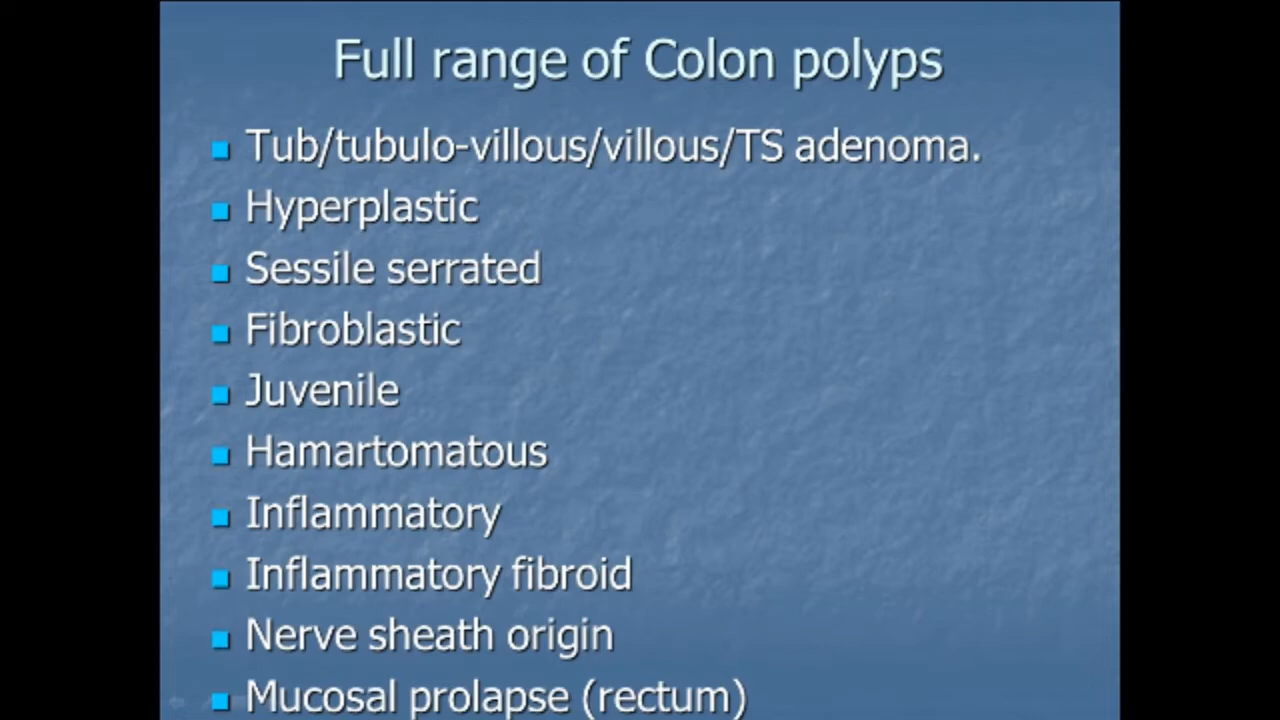 Full range of Colon polyps
Tub/tubulo-villous/villous/TS adenoma.
Hyperplastic
Sessile serrated
Fibroblastic
Juvenile
Hamartomatous
Inflammatory
Inflammatory fibroid
Nerve sheath origin
Mucosal prolapse (rectum)